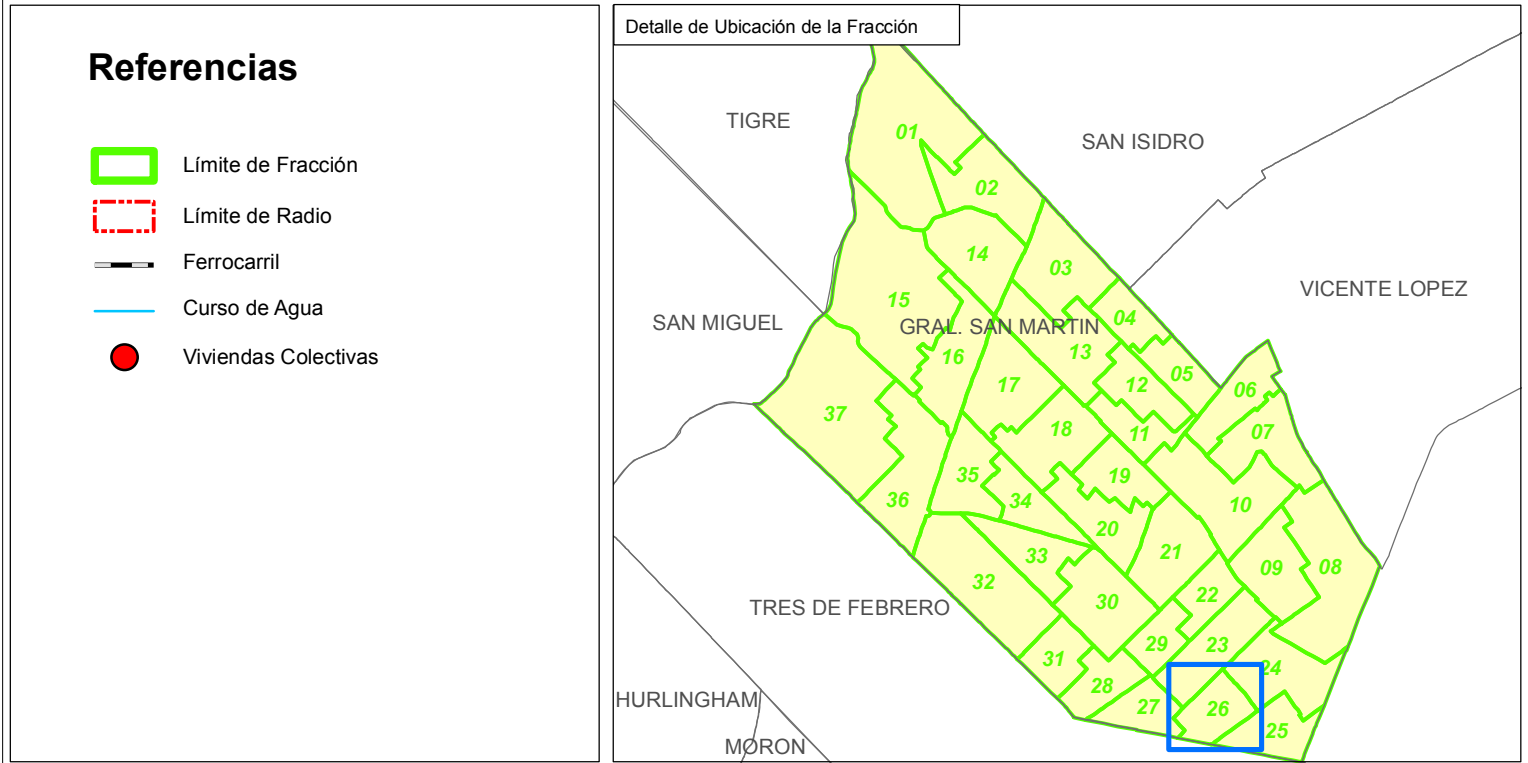 Referencias
Límite de Fracción
Límite de Radio
Ferrocarril
Curso de Agua
Viviendas Colectivas
Detalle de Ubicación de la Fracción
TIGRE
SAN ISIDRO
VICENTE LOPEZ
SAN MIGUEL
GRAL. SAN MARTIN
TRES DE FEBRERO
HURLINGHAM
MORON
01
02
14
03
15
04
13
16
05
12
17
06
37
18
11
07
35
19
34
36
10
20
21
33
09
08
32
30
22
29
23
31
24
28
27
26
25